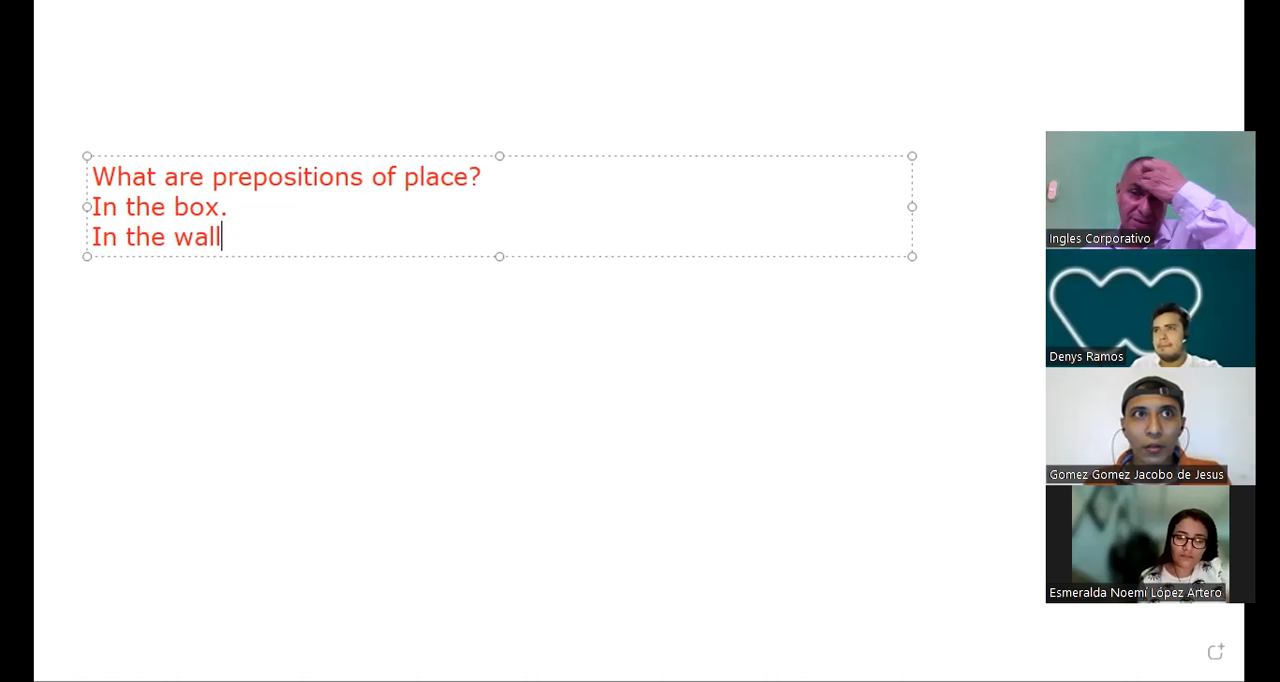 What are prepositions of place?
In the box.
In the wall
Ingles Corporativo
Denys Ramos
Gomez Gomez Jacobo de Jesus
Esmeralda Noemí López Artero